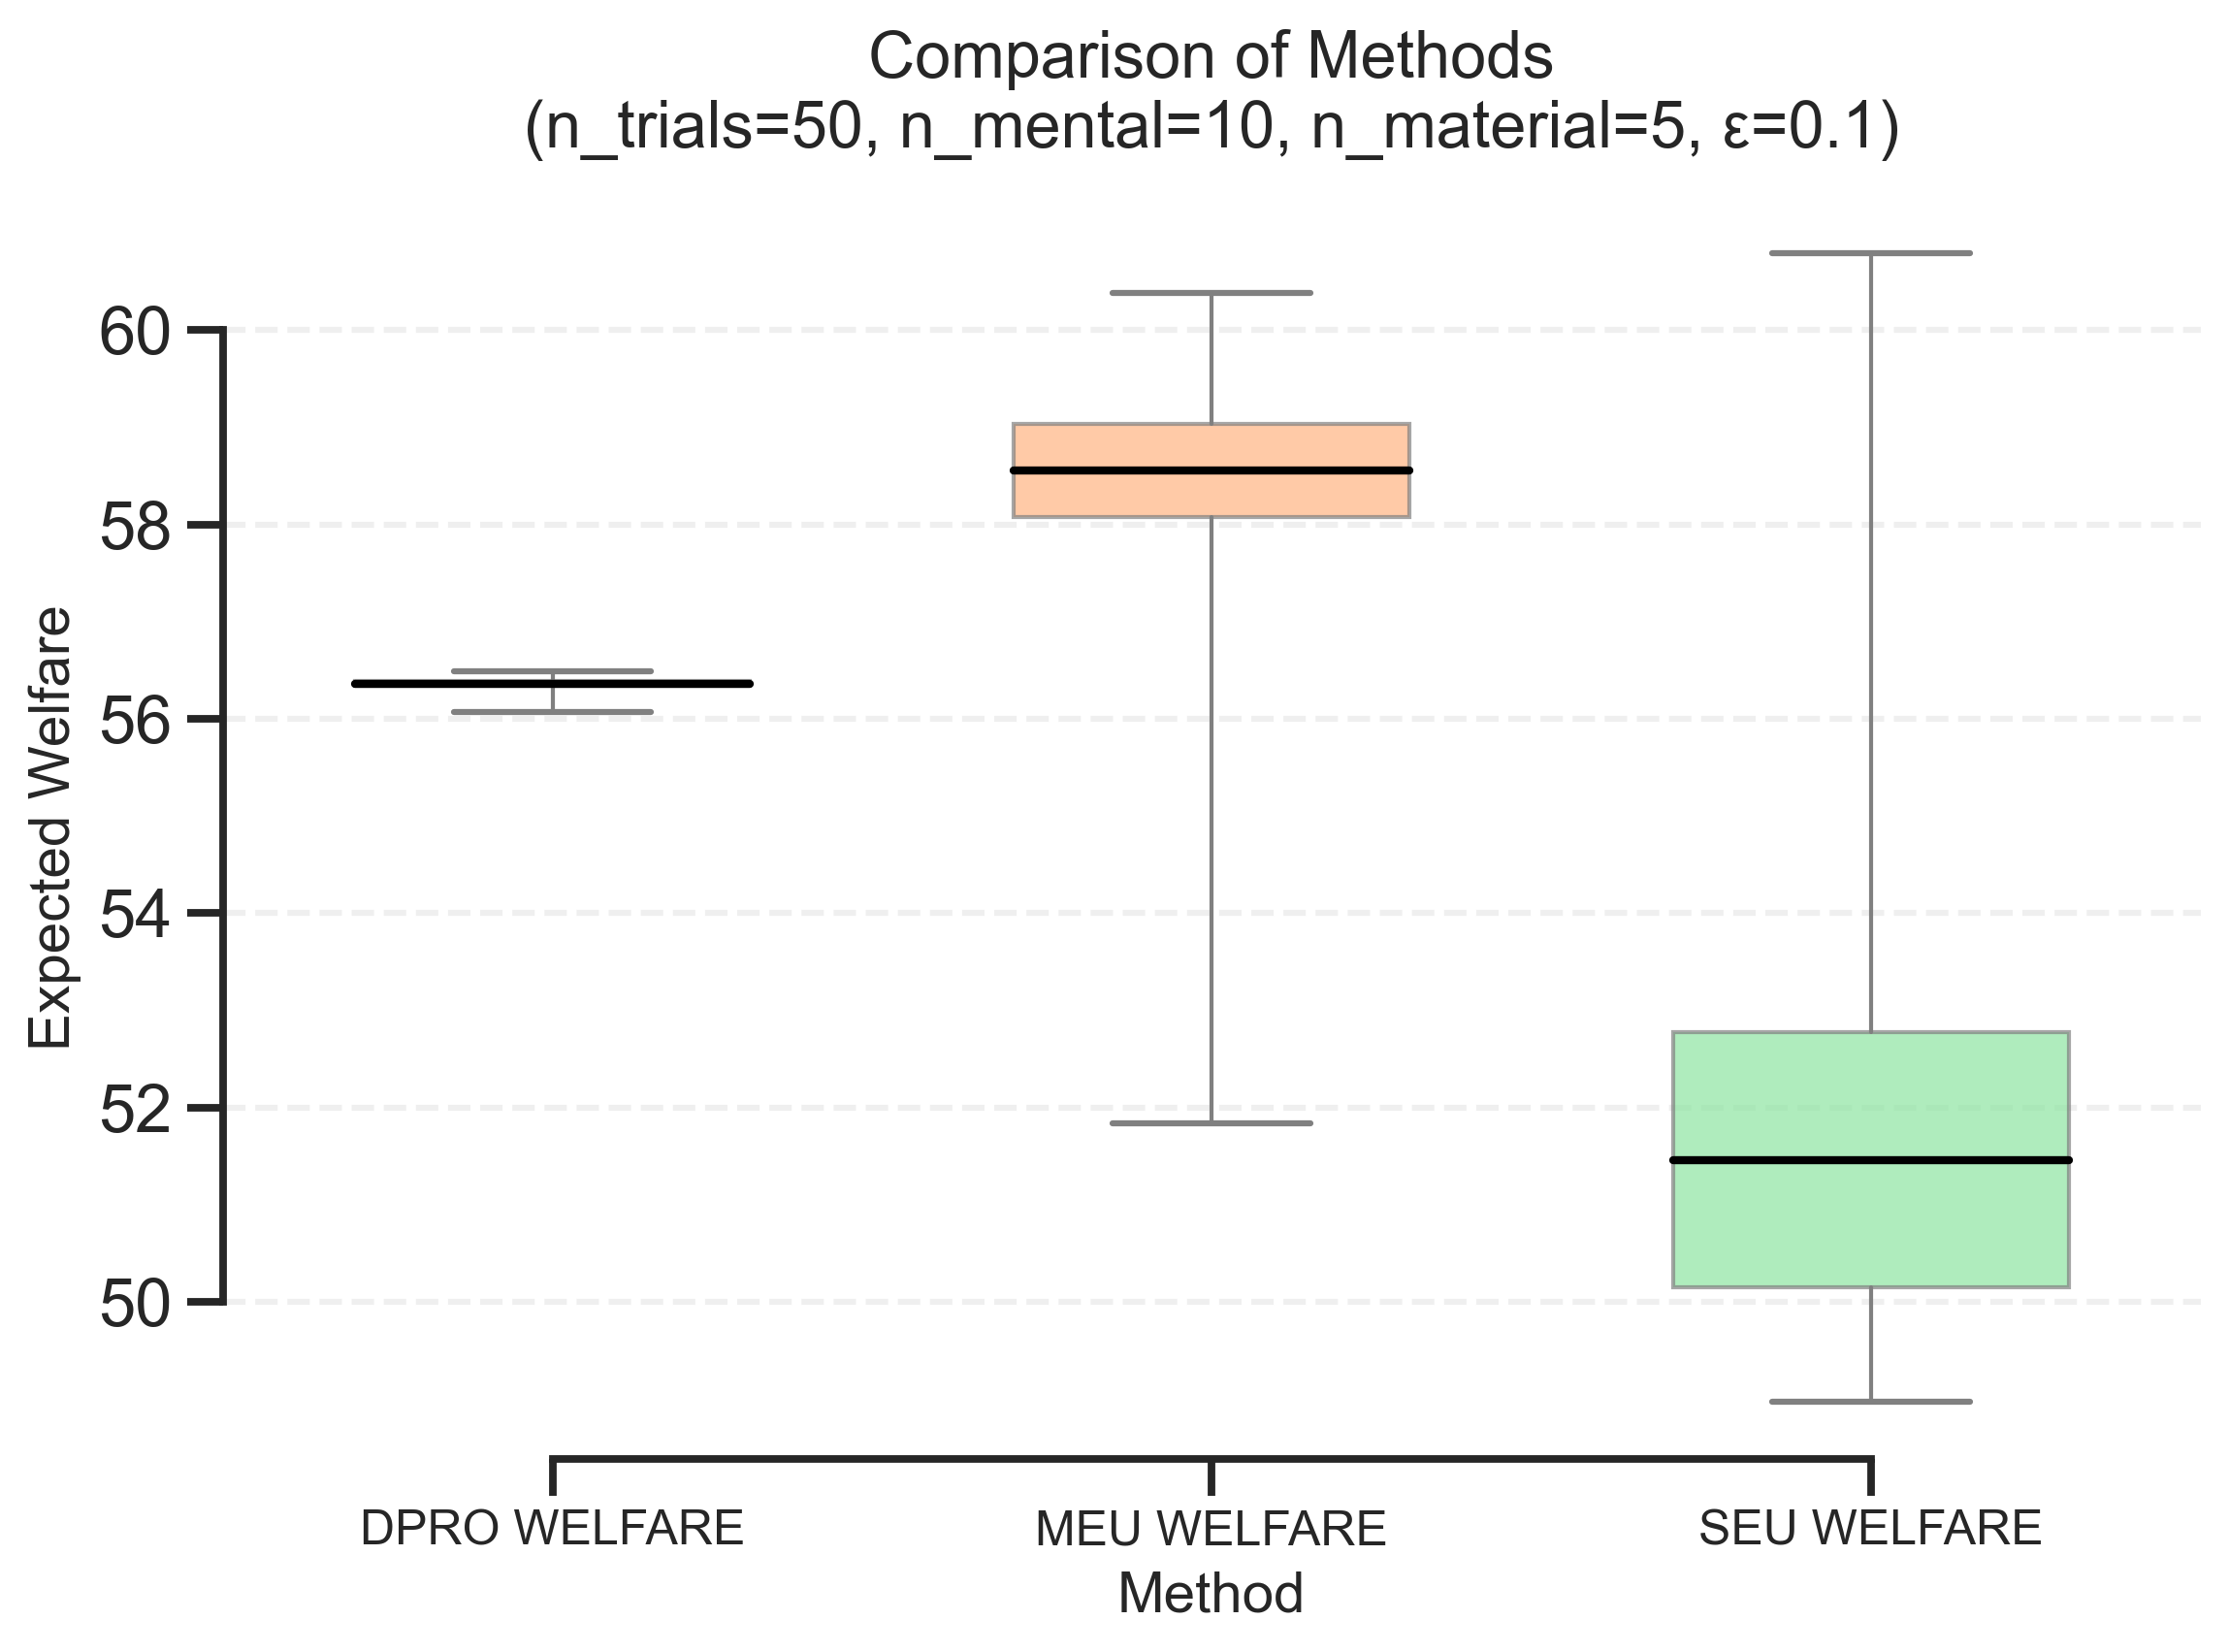 Comparison of Methods
(n_trials=50, n_mental=10, n_material=5, ε=0.1)
Expected Welfare
60
58
56
54
52
50
DPRO WELFARE
MEU WELFARE
SEU WELFARE
Method